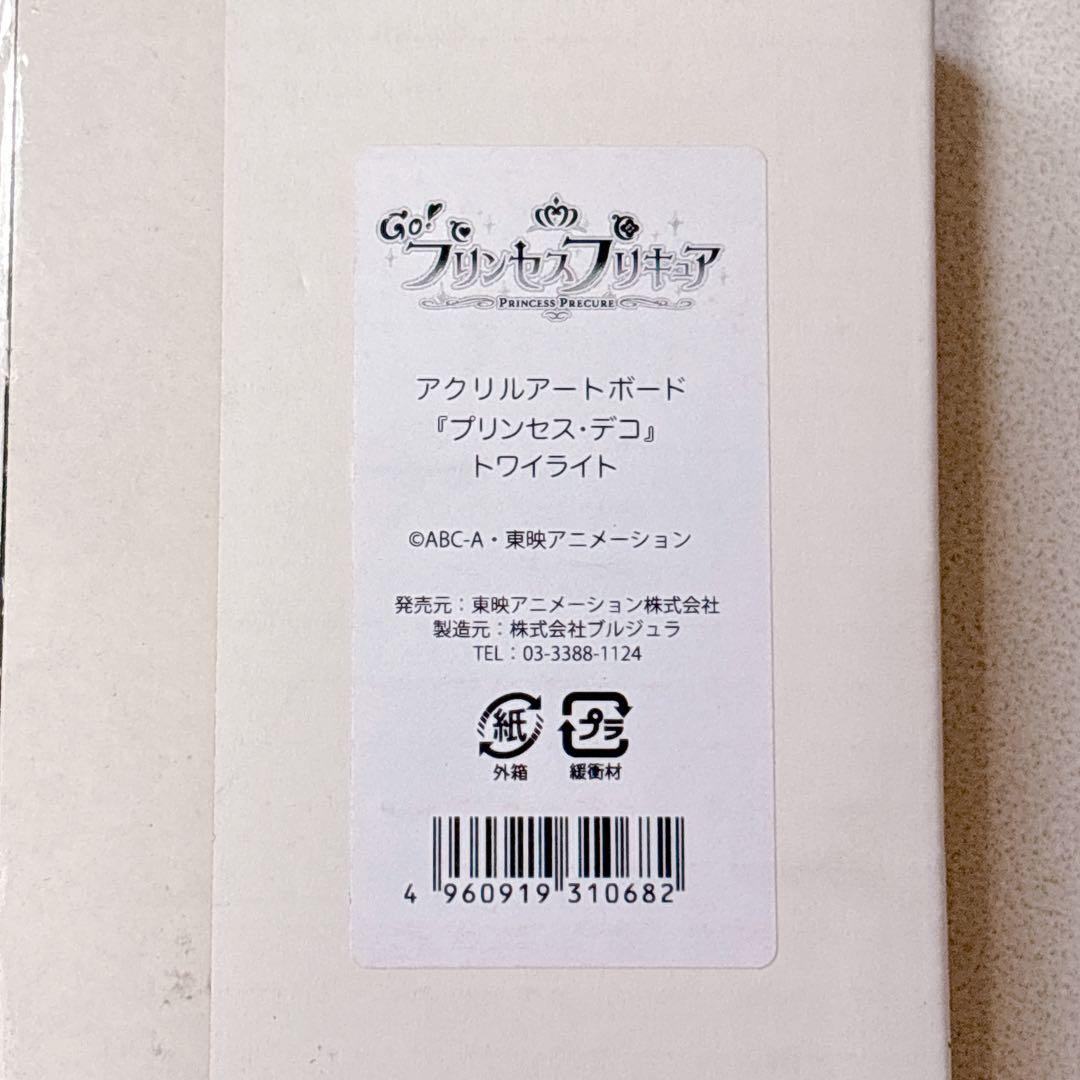 Go!プリンセスプリキュア
PRINCESS PRECURE
アクリルアートボード
『プリンセス・デコ』
トワイライト
©ABC-A・東映アニメーション
発売元：東映アニメーション株式会社
製造元：株式会社ブルジュラ
TEL：03-3388-1124
紙 プラ
外箱 緩衝材
4 960919 310682